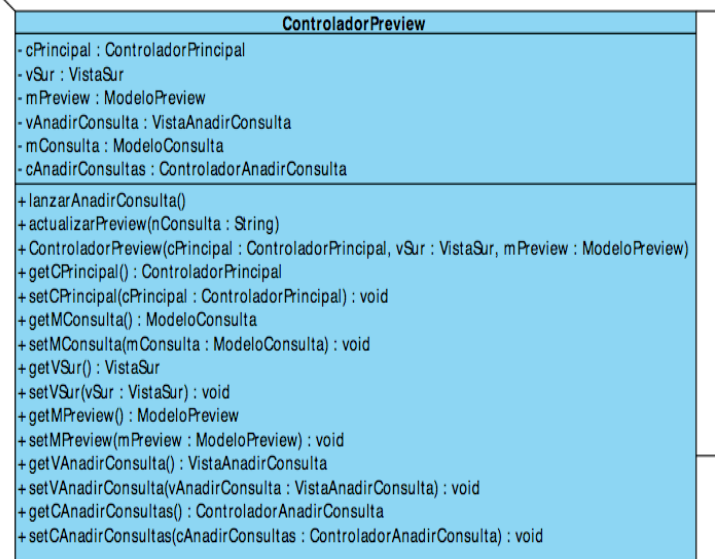 ControladorPreview
- cPrincipal : ControladorPrincipal
- vSur : VistaSur
- mPreview : ModeloPreview
- vAnadirConsulta : VistaAnadirConsulta
- mConsulta : ModeloConsulta
- cAnadirConsultas : ControladorAnadirConsulta
+ lanzarAnadirConsulta()
+ actualizarPreview(nConsulta : String)
+ ControladorPreview(cPrincipal : ControladorPrincipal, vSur : VistaSur, mPreview : ModeloPreview)
+ getCPrincipal() : ControladorPrincipal
+ setCPrincipal(cPrincipal : ControladorPrincipal) : void
+ getMConsulta() : ModeloConsulta
+ setMConsulta(mConsulta : ModeloConsulta) : void
+ getVSur() : VistaSur
+ setVSur(vSur : VistaSur) : void
+ getMPreview() : ModeloPreview
+ setMPreview(mPreview : ModeloPreview) : void
+ getVAnadirConsulta() : VistaAnadirConsulta
+ setVAnadirConsulta(vAnadirConsulta : VistaAnadirConsulta) : void
+ getCAnadirConsultas() : ControladorAnadirConsulta
+ setCAnadirConsultas(cAnadirConsultas : ControladorAnadirConsulta) : void